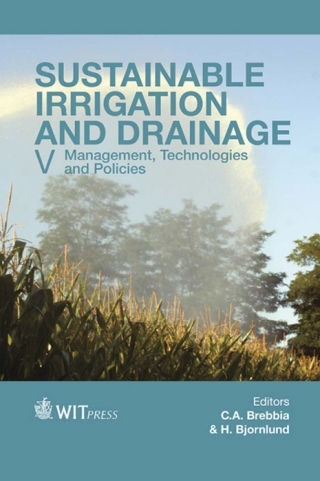 SUSTAINABLE
IRRIGATION
AND DRAINAGE
V Management, Technologies
and Policies
WITPRESS
Editors
C.A. Brebbia
& H. Bjornlund